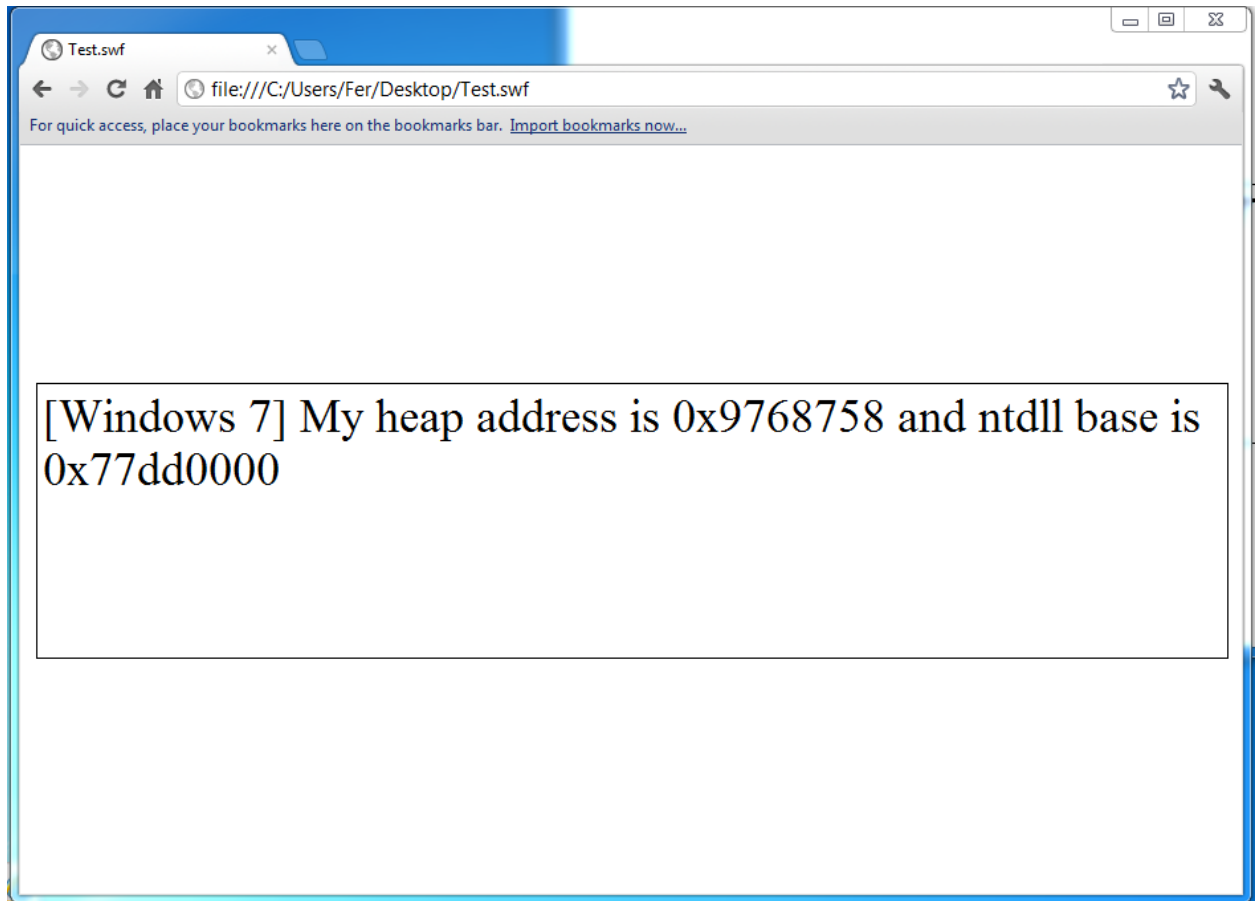 Test.swf
file:///C:/Users/Fer/Desktop/Test.swf
For quick access, place your bookmarks here on the bookmarks bar. Import bookmarks now...
[Windows 7] My heap address is 0x9768758 and ntdll base is
0x77dd0000